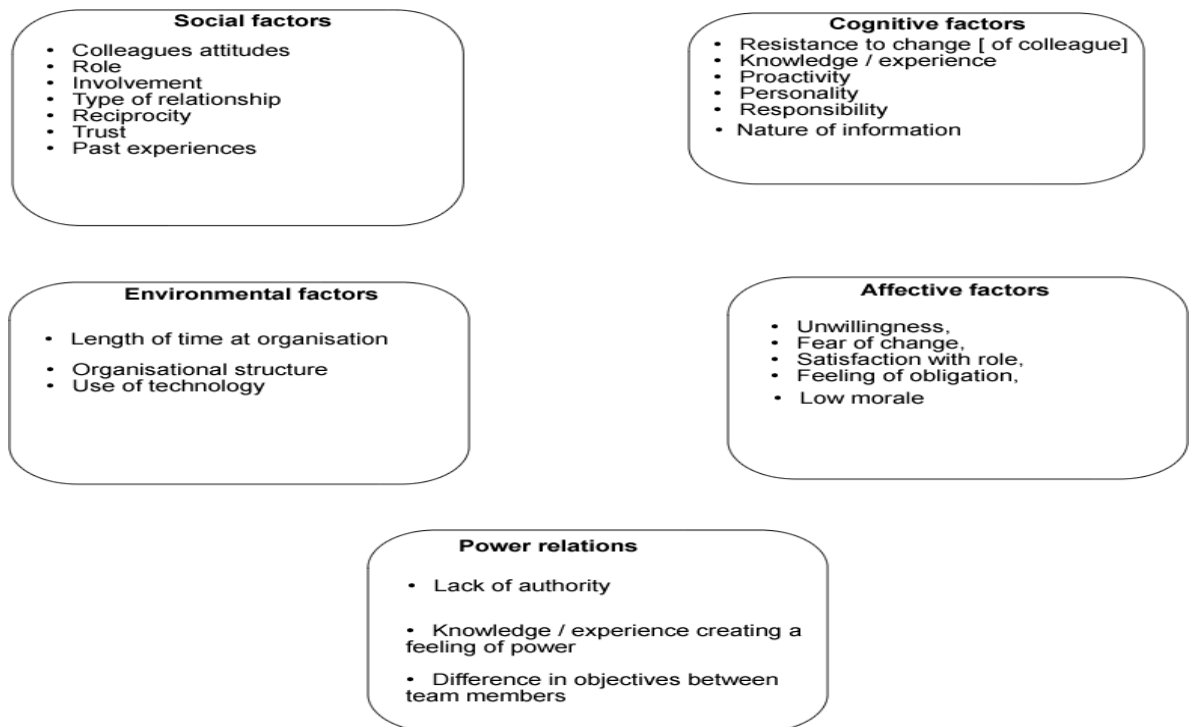 Social factors
• Colleagues attitudes
• Role
• Involvement
• Type of relationship
• Reciprocity
• Trust
• Past experiences
Cognitive factors
• Resistance to change [ of colleague]
• Knowledge / experience
• Proactivity
• Personality
• Responsibility
• Nature of information
Environmental factors
• Length of time at organisation
• Organisational structure
• Use of technology
Affective factors
• Unwillingness,
• Fear of change,
• Satisfaction with role,
• Feeling of obligation,
• Low morale
Power relations
• Lack of authority
• Knowledge / experience creating a
feeling of power
• Difference in objectives between
team members